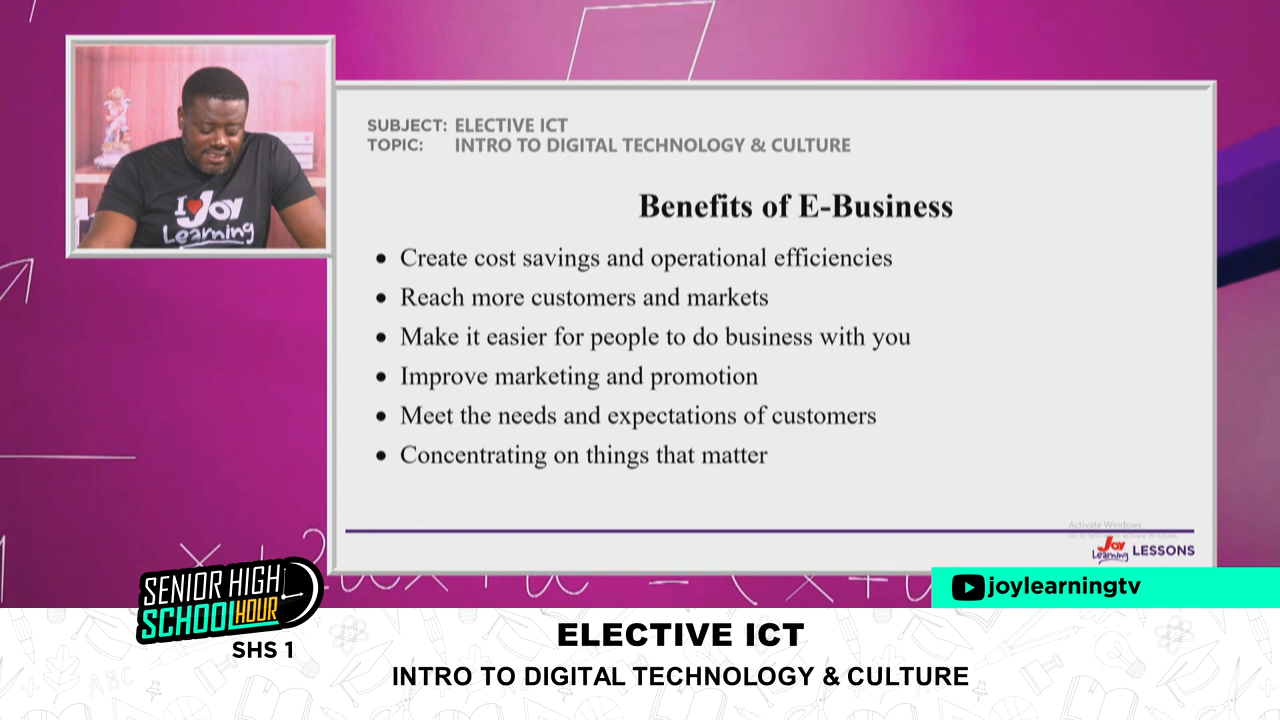 SUBJECT: ELECTIVE ICT
TOPIC: INTRO TO DIGITAL TECHNOLOGY & CULTURE
I Joy
Learning
Benefits of E-Business
• Create cost savings and operational efficiencies
• Reach more customers and markets
• Make it easier for people to do business with you
• Improve marketing and promotion
• Meet the needs and expectations of customers
• Concentrating on things that matter
Activate Windows
Joy
Learning LESSONS
joylearningtv
SENIOR HIGH
SCHOOL HOUR
SHS 1
ELECTIVE ICT
INTRO TO DIGITAL TECHNOLOGY & CULTURE